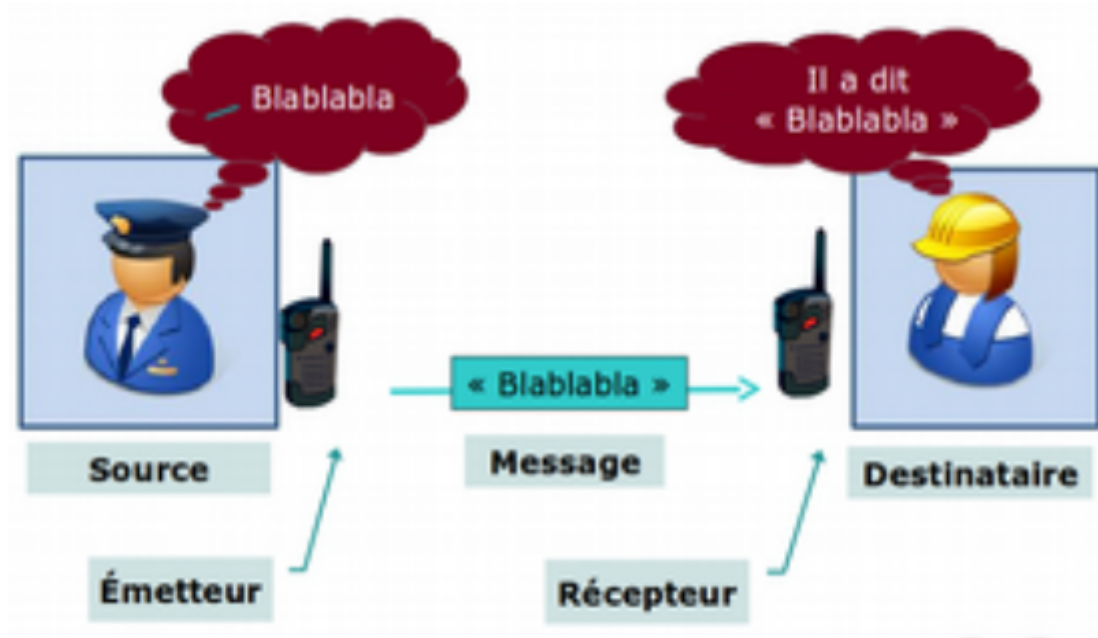 Blablabla
Il a dit
« Blablabla »
« Blablabla »
Source
Message
Destinataire
Émetteur
Récepteur